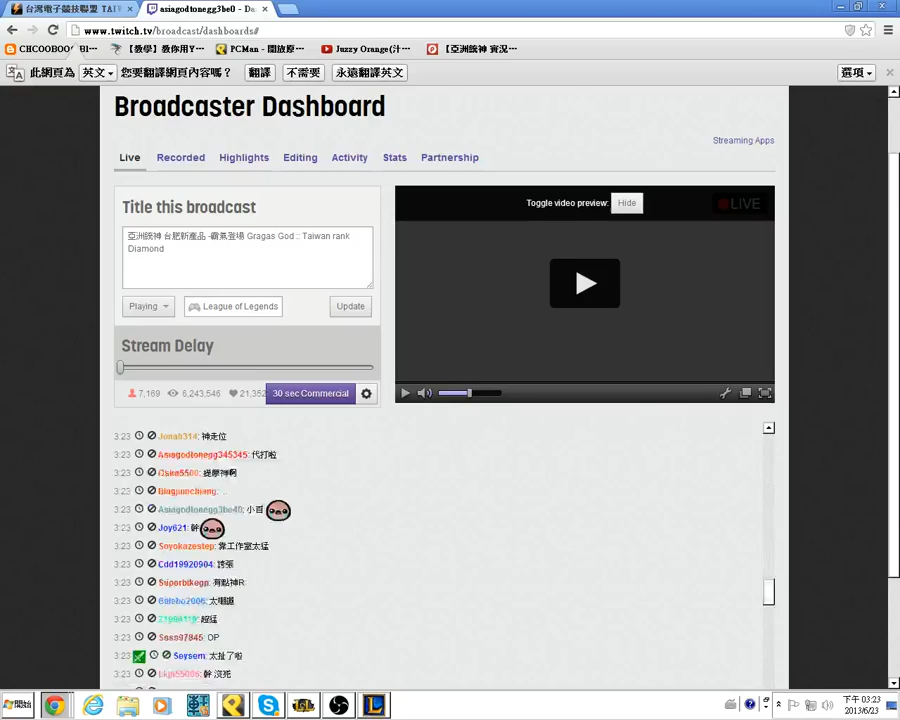 台灣電子競技聯盟 TAIW
asiagodtonegg3be0 - Da
www.twitch.tv/broadcast/dashboards#
CHCOOBOO
【教學】教你用Y⋯
PCMan - 開放原⋯
Juzzy Orange(汁⋯
【亞洲統神 實況⋯
此網頁為 英文 您要翻譯網頁內容嗎？ 翻譯 不需要 永遠翻譯英文 選項
Broadcaster Dashboard
Streaming Apps
Live Recorded Highlights Editing Activity Stats Partnership
Title this broadcast
亞洲統神 台肥新產品 -霸氣登場 Gragas God :: Taiwan rank
Diamond
Playing League of Legends Update
Stream Delay
7,169 6,243,546 21,352 30 sec Commercial
Toggle video preview: Hide LIVE
3:23 Jonah314: 神走位
3:23 Asiagodtonegg345345: 代打啦
3:23 
3:23 
3:23 Asiagodtonegg3be40: 小百
3:23 Joy621: 幹
3:23 Soyokazestep: 靠工作室太猛
3:23 Cdd19920904: 誇張
3:23 Superbikegp: 有點神R
3:23 太嘲諷
3:23 超猛
3:23 OP
3:23 Soysem: 太扯了啦
3:23 幹 沒死
開始
下午 03:23
2013/6/23